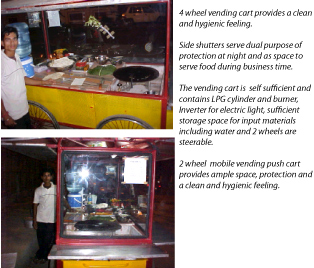 4 wheel vending cart provides a clean
and hygienic feeling.
Side shutters serve dual purpose of
protection at night and as space to
serve food during business time.
The vending cart is self sufficient and
contains LPG cylinder and burner,
Inverter for electric light, sufficient
storage space for input materials
including water and 2 wheels are
steerable.
2 wheel mobile vending push cart
provides ample space, protection and
a clean and hygienic feeling.